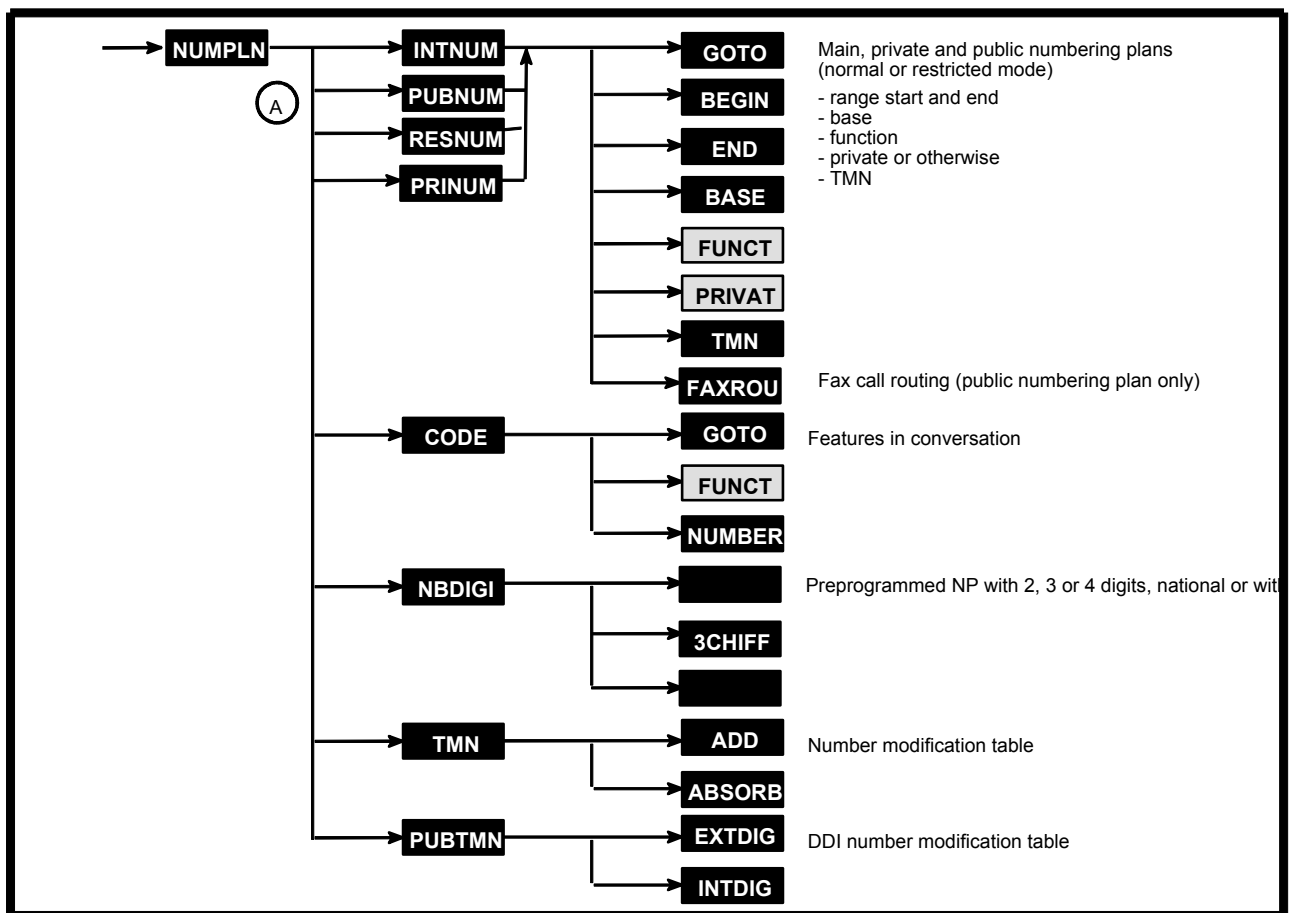 NUMPLN
A
INTNUM
PUBNUM
RESNUM
PRINUM
GOTO
BEGIN
END
BASE
FUNCT
PRIVAT
TMN
FAXROU
Main, private and public numbering plans
(normal or restricted mode)
- range start and end
- base
- function
- private or otherwise
- TMN
Fax call routing (public numbering plan only)
CODE
GOTO
FUNCT
NUMBER
Features in conversation
NBDIGI
3CHIFF
Preprogrammed NP with 2, 3 or 4 digits, national or wit
TMN
ADD
ABSORB
Number modification table
PUBTMN
EXTDIG
INTDIG
DDI number modification table